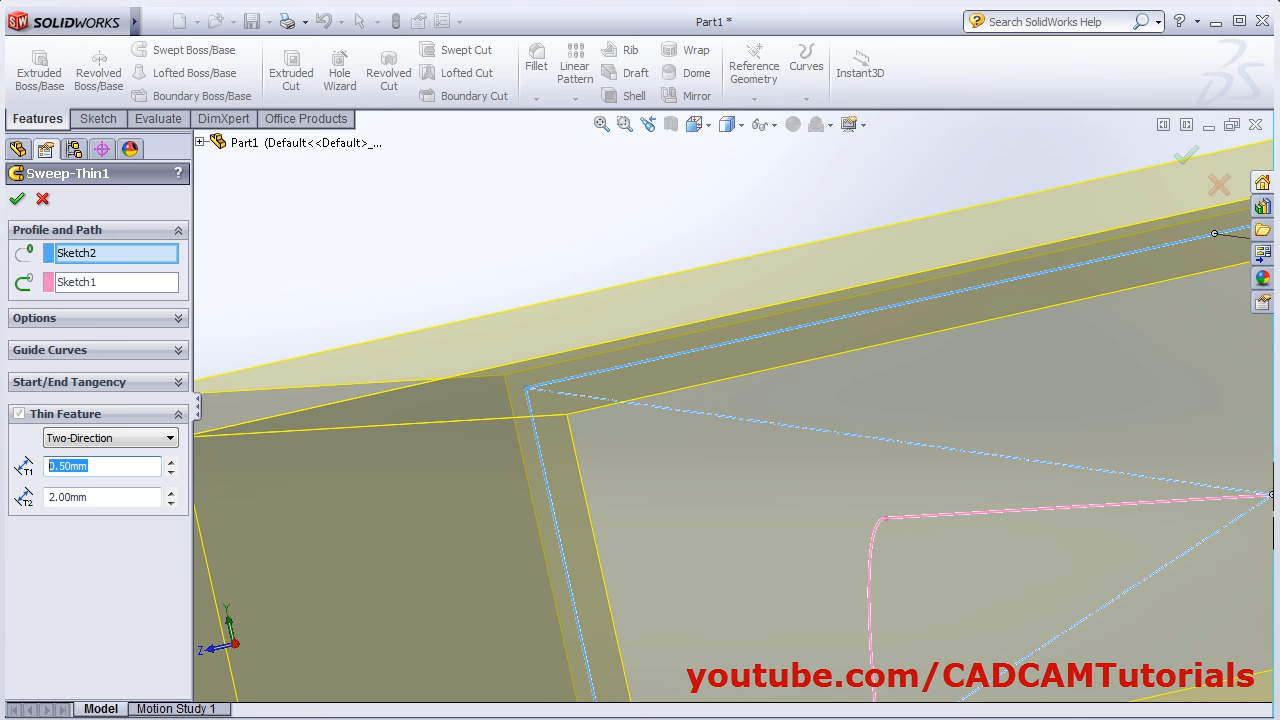 SW SOLIDWORKS
Part1 *
Search SolidWorks Help
?
Extruded Boss/Base
Revolved Boss/Base
Swept Boss/Base
Lofted Boss/Base
Boundary Boss/Base
Extruded Cut
Hole Wizard
Revolved Cut
Swept Cut
Lofted Cut
Boundary Cut
Fillet
Linear Pattern
Rib
Draft
Shell
Wrap
Dome
Mirror
Reference Geometry
Curves
Instant3D
Features
Sketch
Evaluate
DimXpert
Office Products
Part1 (Default<<Default>_...
Sweep-Thin1
?
Profile and Path
Sketch2
Sketch1
Options
Guide Curves
Start/End Tangency
Thin Feature
Two-Direction
T1
0.50mm
T2
2.00mm
Y
Z
youtube.com/CADCAMTutorials
Model
Motion Study 1